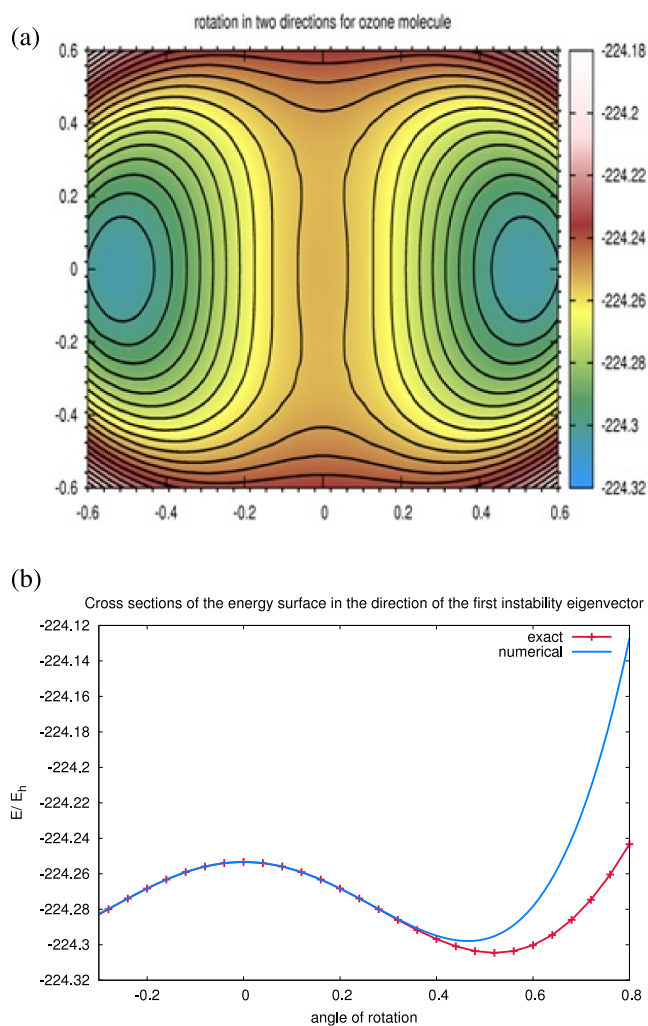 (a)
rotation in two directions for ozone molecule
0.6
0.4
0.2
0
-0.2
-0.4
-0.6
-0.6 -0.4 -0.2 0 0.2 0.4 0.6
-224.18
-224.2
-224.22
-224.24
-224.26
-224.28
-224.3
-224.32
(b)
Cross sections of the energy surface in the direction of the first instability eigenvector
-224.12
-224.14
-224.16
-224.18
-224.2
-224.22
-224.24
-224.26
-224.28
-224.3
-224.32
E/ Eh
exact
numerical
-0.2 0 0.2 0.4 0.6 0.8
angle of rotation